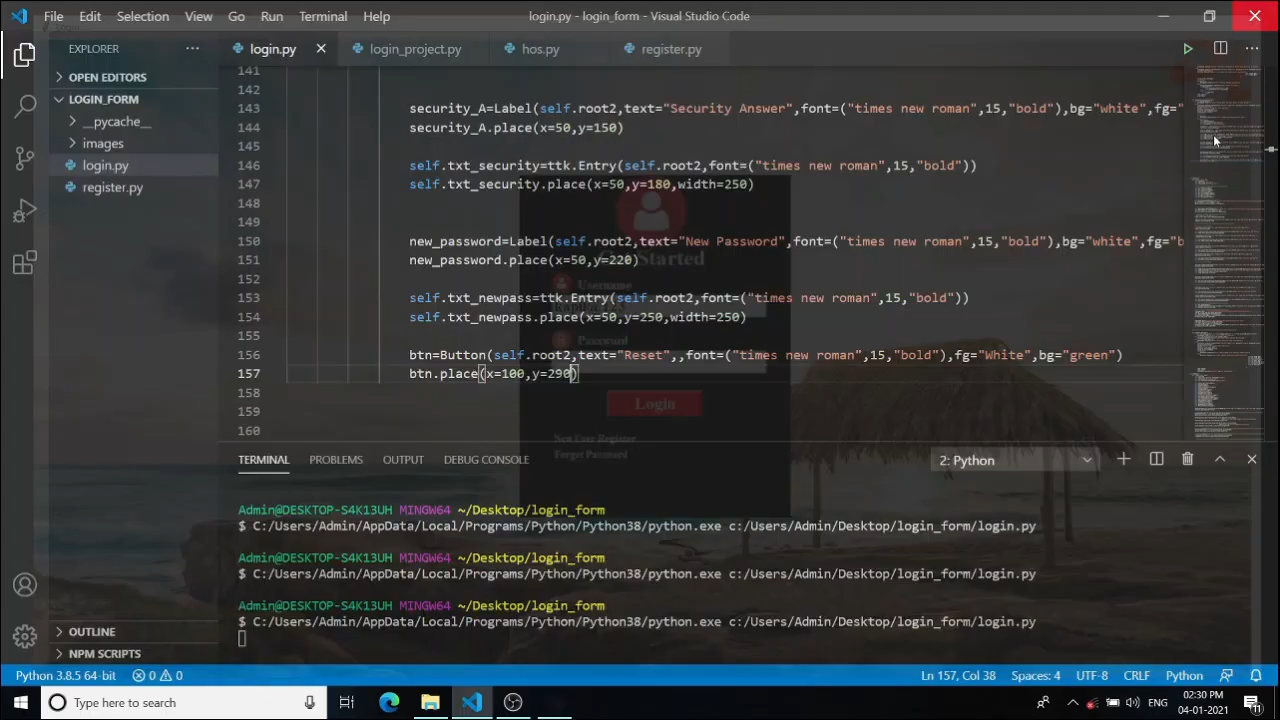 File Edit Selection View Go Run Terminal Help
login.py - login_form - Visual Studio Code
EXPLORER
login.py
login_project.py
hos.py
register.py
OPEN EDITORS
LOGIN_FORM
__pycache__
images
login.py
register.py
OUTLINE
NPM SCRIPTS
141
142
143 security_A=Label(self.root2,text="Security Answer",font=("times new roman",15,"bold"),bg="white",fg="
144 security_A.place(x=50,y=150)
145
146 self.txt_security=ttk.Entry(self.root2,font=("times new roman",15,"bold"))
147 self.txt_security.place(x=50,y=180,width=250)
148
149
150 new_password=Label(self.root2,text="New Password",font=("times new roman",15,"bold"),bg="white",fg="
151 new_password.place(x=50,y=220)
152
153 self.txt_newpass=ttk.Entry(self.root2,font=("times new roman",15,"bold"))
154 self.txt_newpass.place(x=50,y=250,width=250)
155
156 btn=Button(self.root2,text="Reset",,font=("times new roman",15,"bold"),fg="White",bg="green")
157 btn.place(x=100,y=290)
158
159
160
Started
Username
Password
Login
New User Register
Forget Password
TERMINAL PROBLEMS OUTPUT DEBUG CONSOLE
2: Python
Admin@DESKTOP-S4K13UH MINGW64 ~/Desktop/login_form
$ C:/Users/Admin/AppData/Local/Programs/Python/Python38/python.exe c:/Users/Admin/Desktop/login_form/login.py
Admin@DESKTOP-S4K13UH MINGW64 ~/Desktop/login_form
$ C:/Users/Admin/AppData/Local/Programs/Python/Python38/python.exe c:/Users/Admin/Desktop/login_form/login.py
Admin@DESKTOP-S4K13UH MINGW64 ~/Desktop/login_form
$ C:/Users/Admin/AppData/Local/Programs/Python/Python38/python.exe c:/Users/Admin/Desktop/login_form/login.py
Python 3.8.5 64-bit 0 0
Ln 157, Col 38 Spaces: 4 UTF-8 CRLF Python
Type here to search
ENG
02:30 PM
04-01-2021
11